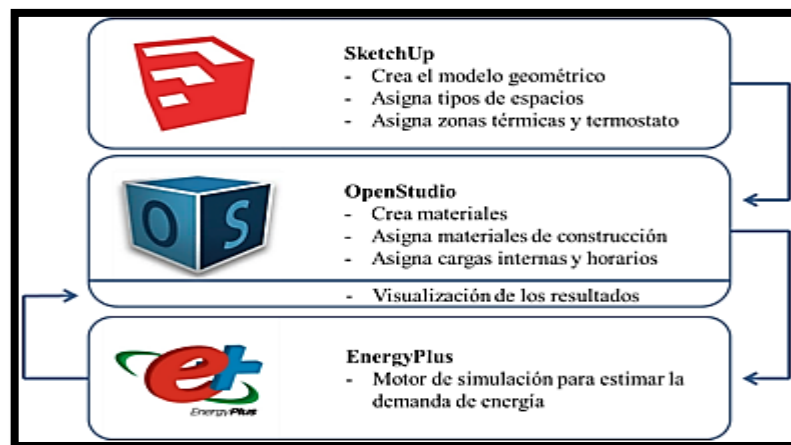 SketchUp
- Crea el modelo geométrico
- Asigna tipos de espacios
- Asigna zonas térmicas y termostato
O S
OpenStudio
- Crea materiales
- Asigna materiales de construcción
- Asigna cargas internas y horarios
- Visualización de los resultados
e+
EnergyPlus
EnergyPlus
- Motor de simulación para estimar la
demanda de energía